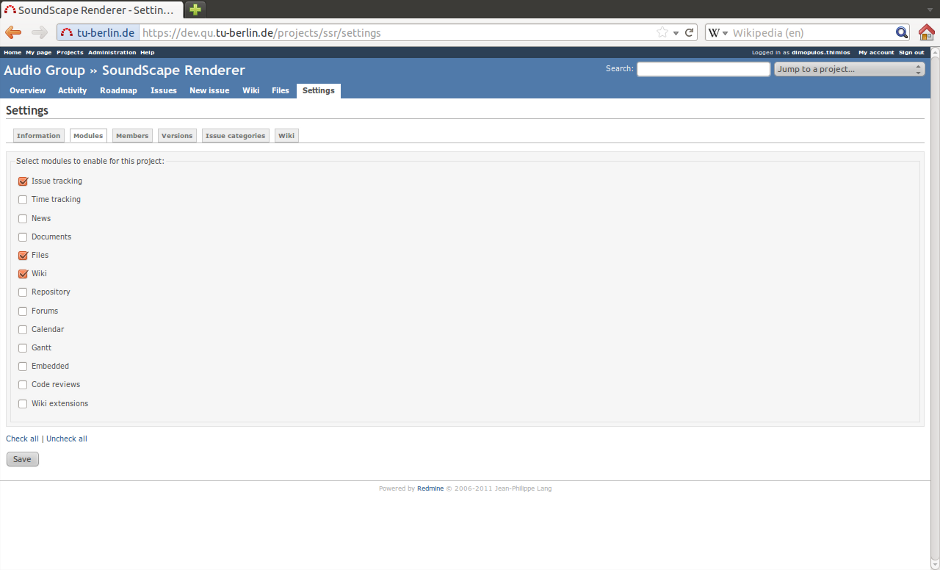 SoundScape Renderer - Settin...
tu-berlin.de https://dev.qu.tu-berlin.de/projects/ssr/settings W Wikipedia (en)
Home My page Projects Administration Help Logged in as dimopulos.thimios My account Sign out
Audio Group » SoundScape Renderer Search: Jump to a project...
Overview Activity Roadmap Issues New issue Wiki Files Settings
Settings
Information Modules Members Versions Issue categories Wiki
Select modules to enable for this project:
Issue tracking
Time tracking
News
Documents
Files
Wiki
Repository
Forums
Calendar
Gantt
Embedded
Code reviews
Wiki extensions
Check all | Uncheck all
Save
Powered by Redmine © 2006-2011 Jean-Philippe Lang